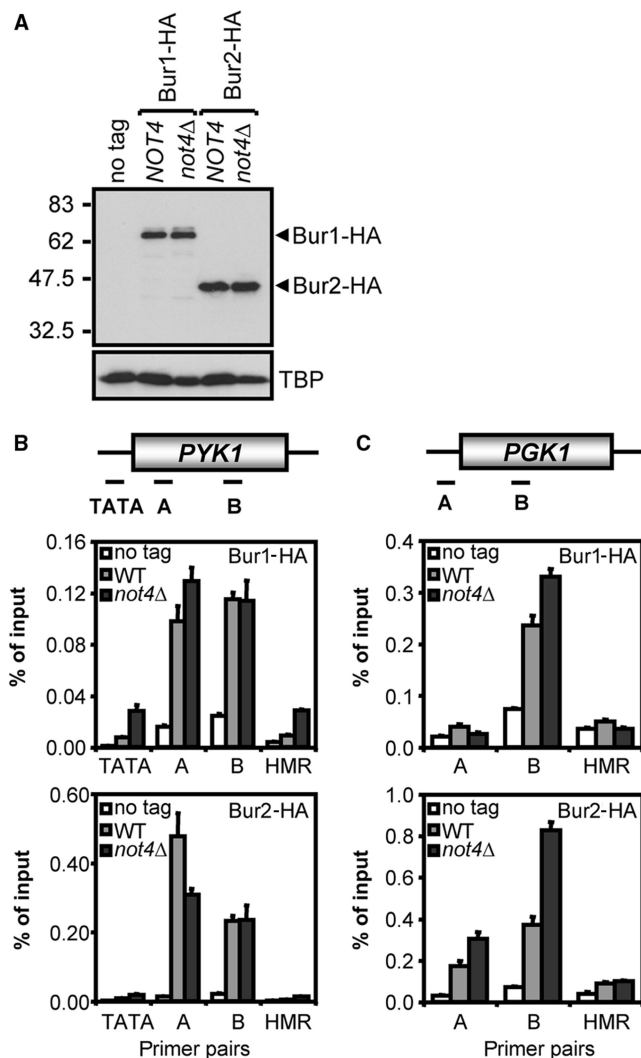 A
Bur1-HA
Bur2-HA
no tag
NOT4
not4Δ
NOT4
not4Δ
83
62
47.5
32.5
Bur1-HA
Bur2-HA
TBP
B
PYK1
TATA A B
0.16
0.12
0.08
0.04
0.00
% of input
no tag
WT
not4Δ
Bur1-HA
TATA A B HMR
0.60
0.40
0.20
0.00
% of input
no tag
WT
not4Δ
Bur2-HA
TATA A B HMR
Primer pairs
C
PGK1
A B
0.4
0.3
0.2
0.1
0.0
% of input
no tag
WT
not4Δ
Bur1-HA
A B HMR
1.0
0.8
0.6
0.4
0.2
0.0
% of input
no tag
WT
not4Δ
Bur2-HA
A B HMR
Primer pairs